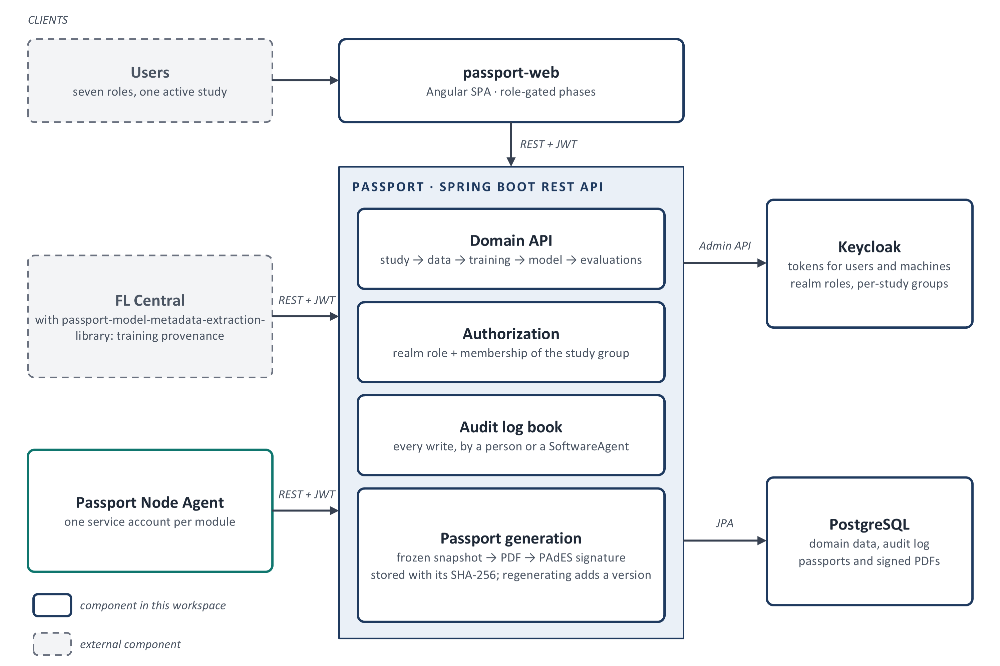 CLIENTS
Users
seven roles, one active study
passport-web
Angular SPA · role-gated phases
REST + JWT
PASSPORT · SPRING BOOT REST API
Domain API
study → data → training → model → evaluations
Admin API
Keycloak
tokens for users and machines
realm roles, per-study groups
FL Central
with passport-model-metadata-extraction-
library: training provenance
REST + JWT
Authorization
realm role + membership of the study group
Audit log book
every write, by a person or a SoftwareAgent
Passport Node Agent
one service account per module
REST + JWT
Passport generation
frozen snapshot → PDF → PAdES signature
stored with its SHA-256; regenerating adds a version
JPA
PostgreSQL
domain data, audit log
passports and signed PDFs
component in this workspace
external component